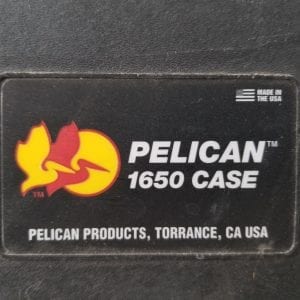 MADE IN
THE USA
PELICAN™
1650 CASE
TM
PELICAN PRODUCTS, TORRANCE, CA USA